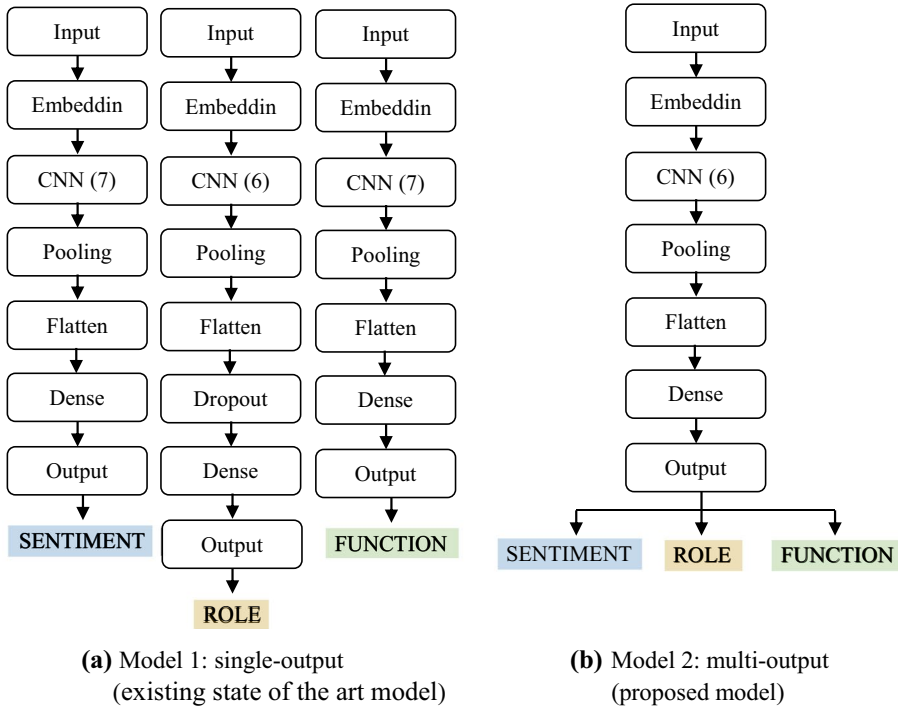 Input
Embeddin
CNN (7)
Pooling
Flatten
Dense
Output
SENTIMENT
Input
Embeddin
CNN (6)
Pooling
Flatten
Dropout
Dense
Output
ROLE
Input
Embeddin
CNN (7)
Pooling
Flatten
Dense
Output
FUNCTION
(a) Model 1: single-output
(existing state of the art model)
Input
Embeddin
CNN (6)
Pooling
Flatten
Dense
Output
SENTIMENT
ROLE
FUNCTION
(b) Model 2: multi-output
(proposed model)